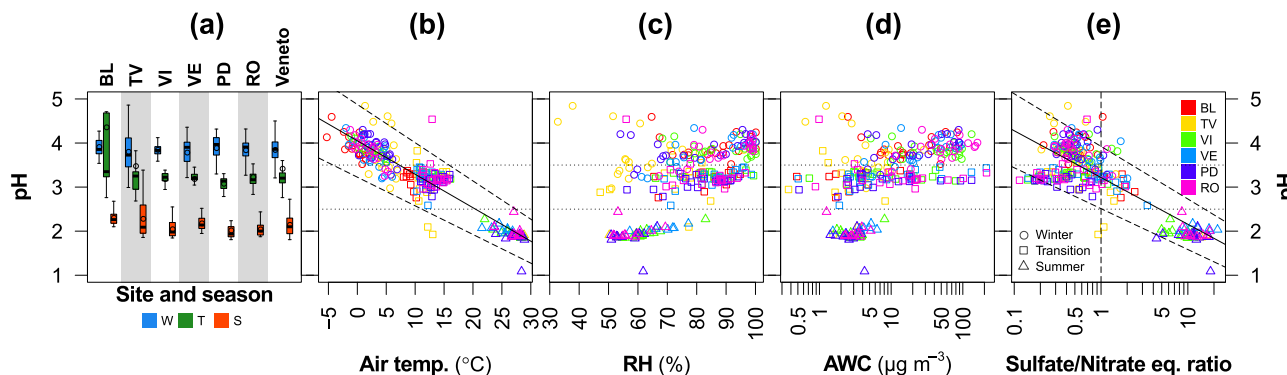 (a) (b) (c) (d) (e)
BL TV VI VE PD RO Veneto
pH
5
4
3
2
1
Site and season
W T S
−5 0 5 10 15 20 25 30
Air temp. (°C)
30 40 50 60 70 80 90 100
RH (%)
0.5 1 5 10 50 100
AWC (µg m−3)
BL
TV
VI
VE
PD
RO
Winter
Transition
Summer
0.1 0.5 1 5 10
Sulfate/Nitrate eq. ratio
5
4
3
2
1
pH